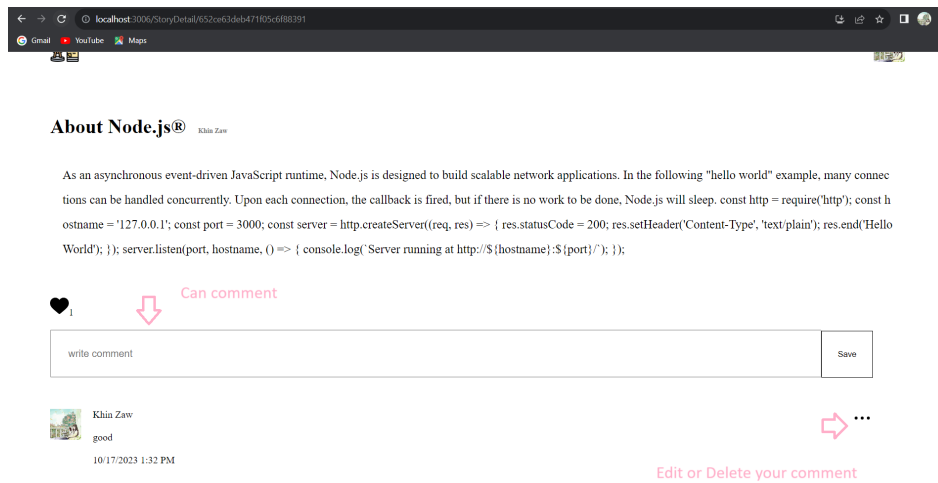 localhost:3006/StoryDetail/652ce63deb471f05c6f88391
Gmail YouTube Maps
About Node.js® Khin Zaw
As an asynchronous event-driven JavaScript runtime, Node.js is designed to build scalable network applications. In the following "hello world" example, many connec
tions can be handled concurrently. Upon each connection, the callback is fired, but if there is no work to be done, Node.js will sleep. const http = require('http'); const h
ostname = '127.0.0.1'; const port = 3000; const server = http.createServer((req, res) => { res.statusCode = 200; res.setHeader('Content-Type', 'text/plain'); res.end('Hello
World'); }); server.listen(port, hostname, () => { console.log(`Server running at http://${hostname}:${port}/`); });
Can comment
1
write comment Save
Khin Zaw
good
10/17/2023 1:32 PM
Edit or Delete your comment